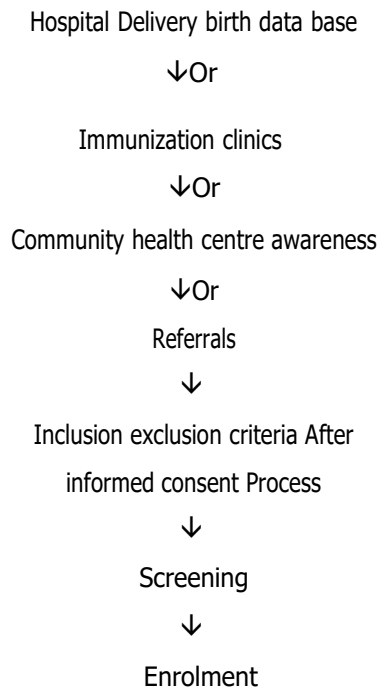 Hospital Delivery birth data base
↓Or
Immunization clinics
↓Or
Community health centre awareness
↓Or
Referrals
↓
Inclusion exclusion criteria After
informed consent Process
↓
Screening
↓
Enrolment